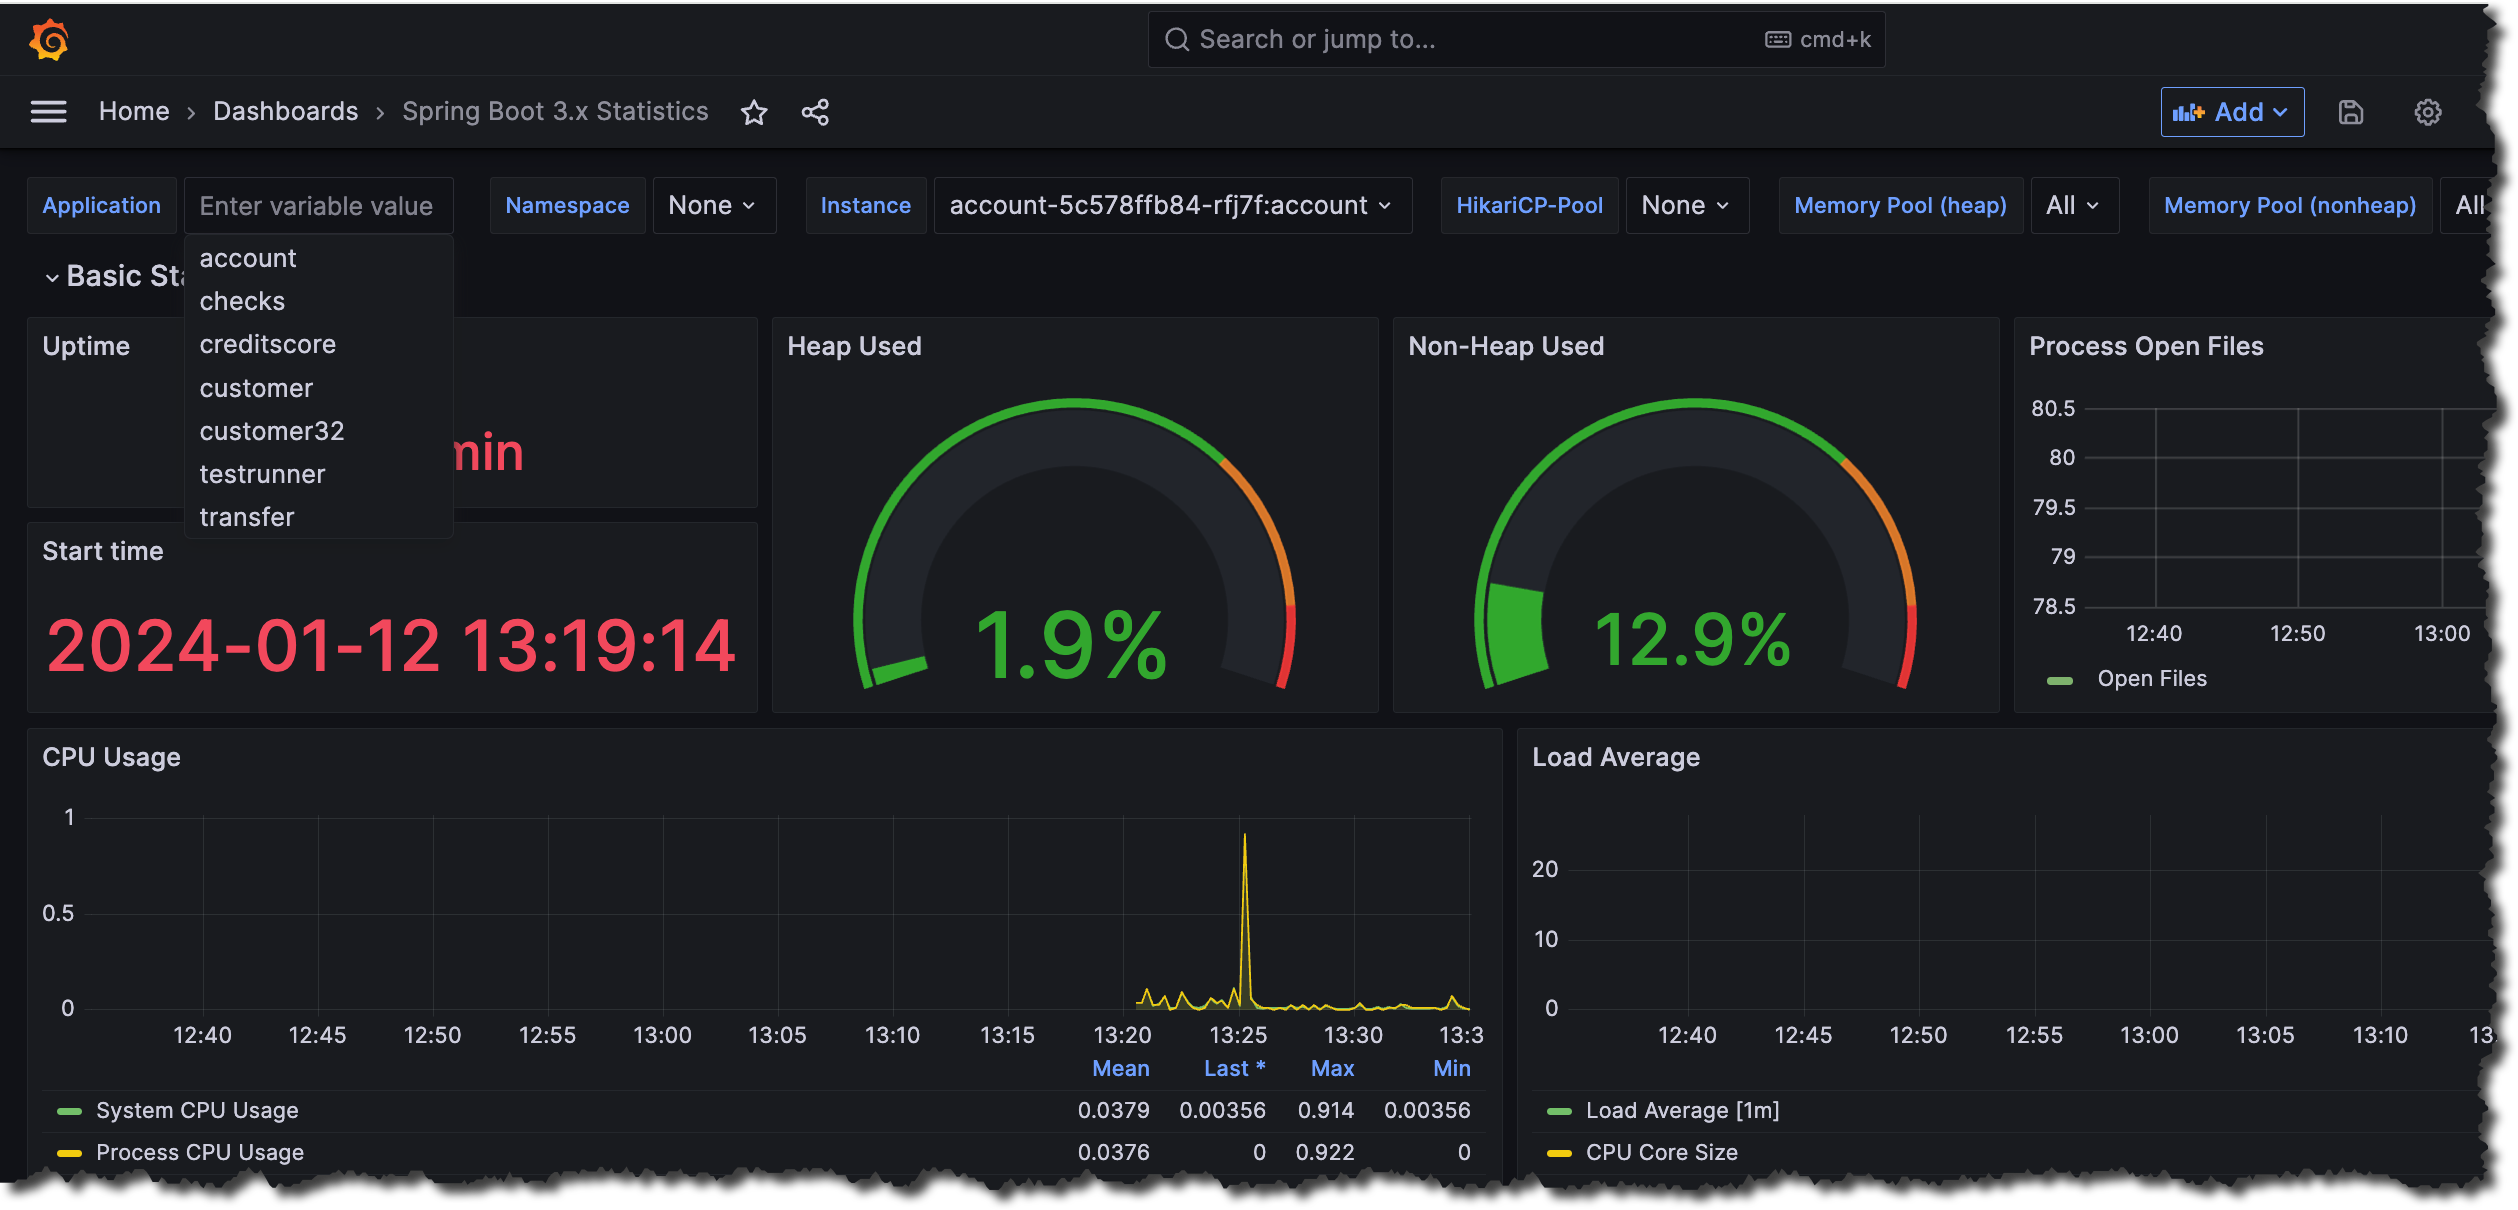 Search or jump to...
cmd+k
Home › Dashboards › Spring Boot 3.x Statistics
Add
Application
Enter variable value
Namespace
None
Instance
account-5c578ffb84-rfj7f:account
HikariCP-Pool
None
Memory Pool (heap)
All
Memory Pool (nonheap)
All
account
checks
creditscore
customer
customer32
testrunner
transfer
Basic
Uptime
min
Start time
2024-01-12 13:19:14
Heap Used
1.9%
Non-Heap Used
12.9%
Process Open Files
80.5
80
79.5
79
78.5
12:40 12:50 13:00
Open Files
CPU Usage
1
0.5
0
12:40 12:45 12:50 12:55 13:00 13:05 13:10 13:15 13:20 13:25 13:30 13:3
Mean Last * Max Min
System CPU Usage 0.0379 0.00356 0.914 0.00356
Process CPU Usage 0.0376 0 0.922 0
Load Average
20
10
0
12:40 12:45 12:50 12:55 13:00 13:05 13:10 13:
Load Average [1m]
CPU Core Size